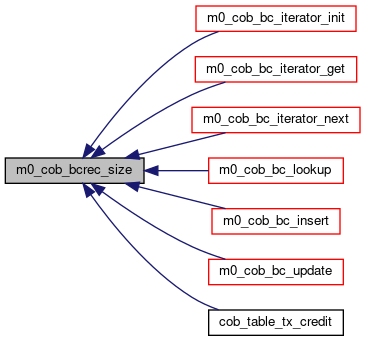 m0_cob_bc_iterator_init
m0_cob_bc_iterator_get
m0_cob_bc_iterator_next
m0_cob_bcrec_size
m0_cob_bc_lookup
m0_cob_bc_insert
m0_cob_bc_update
cob_table_tx_credit